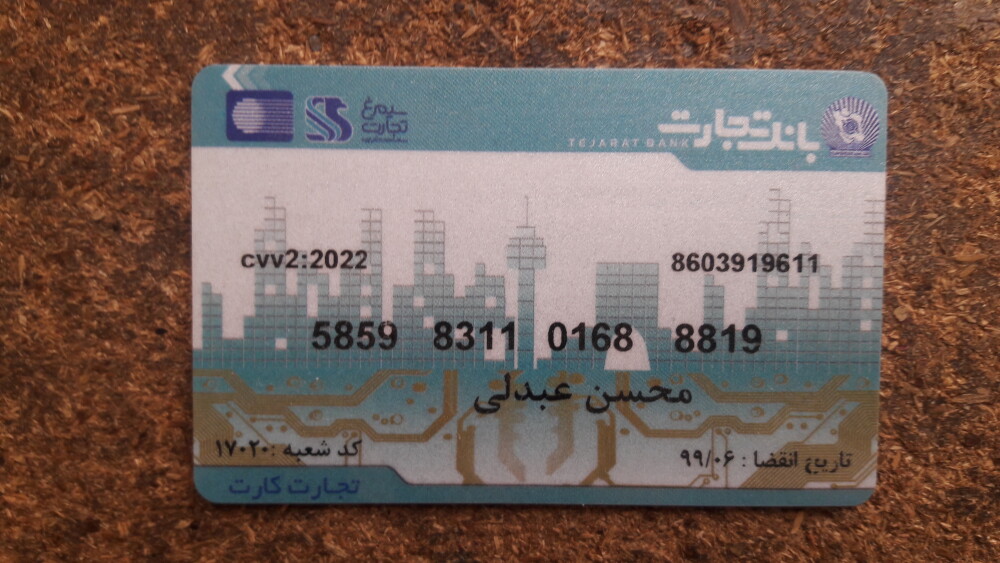 سیمرغ
تجارت
بانک تجارت
TEJARAT BANK
cvv2:2022 8603919611
5859 8311 0168 8819
محسن عبدلی
تاریخ انقضا : ۹۹/۰۶
کد شعبه :۱۷۰۲۰
تجارت کارت